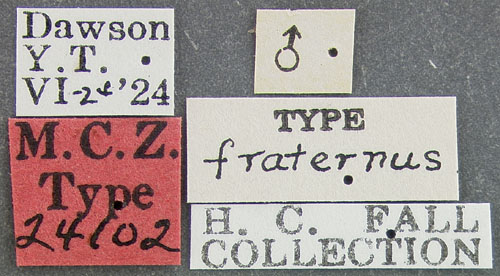 Dawson
Y.T.
VI-24'24
♂
M.C.Z.
Type
24102
TYPE
fraternus
H. C. FALL
COLLECTION